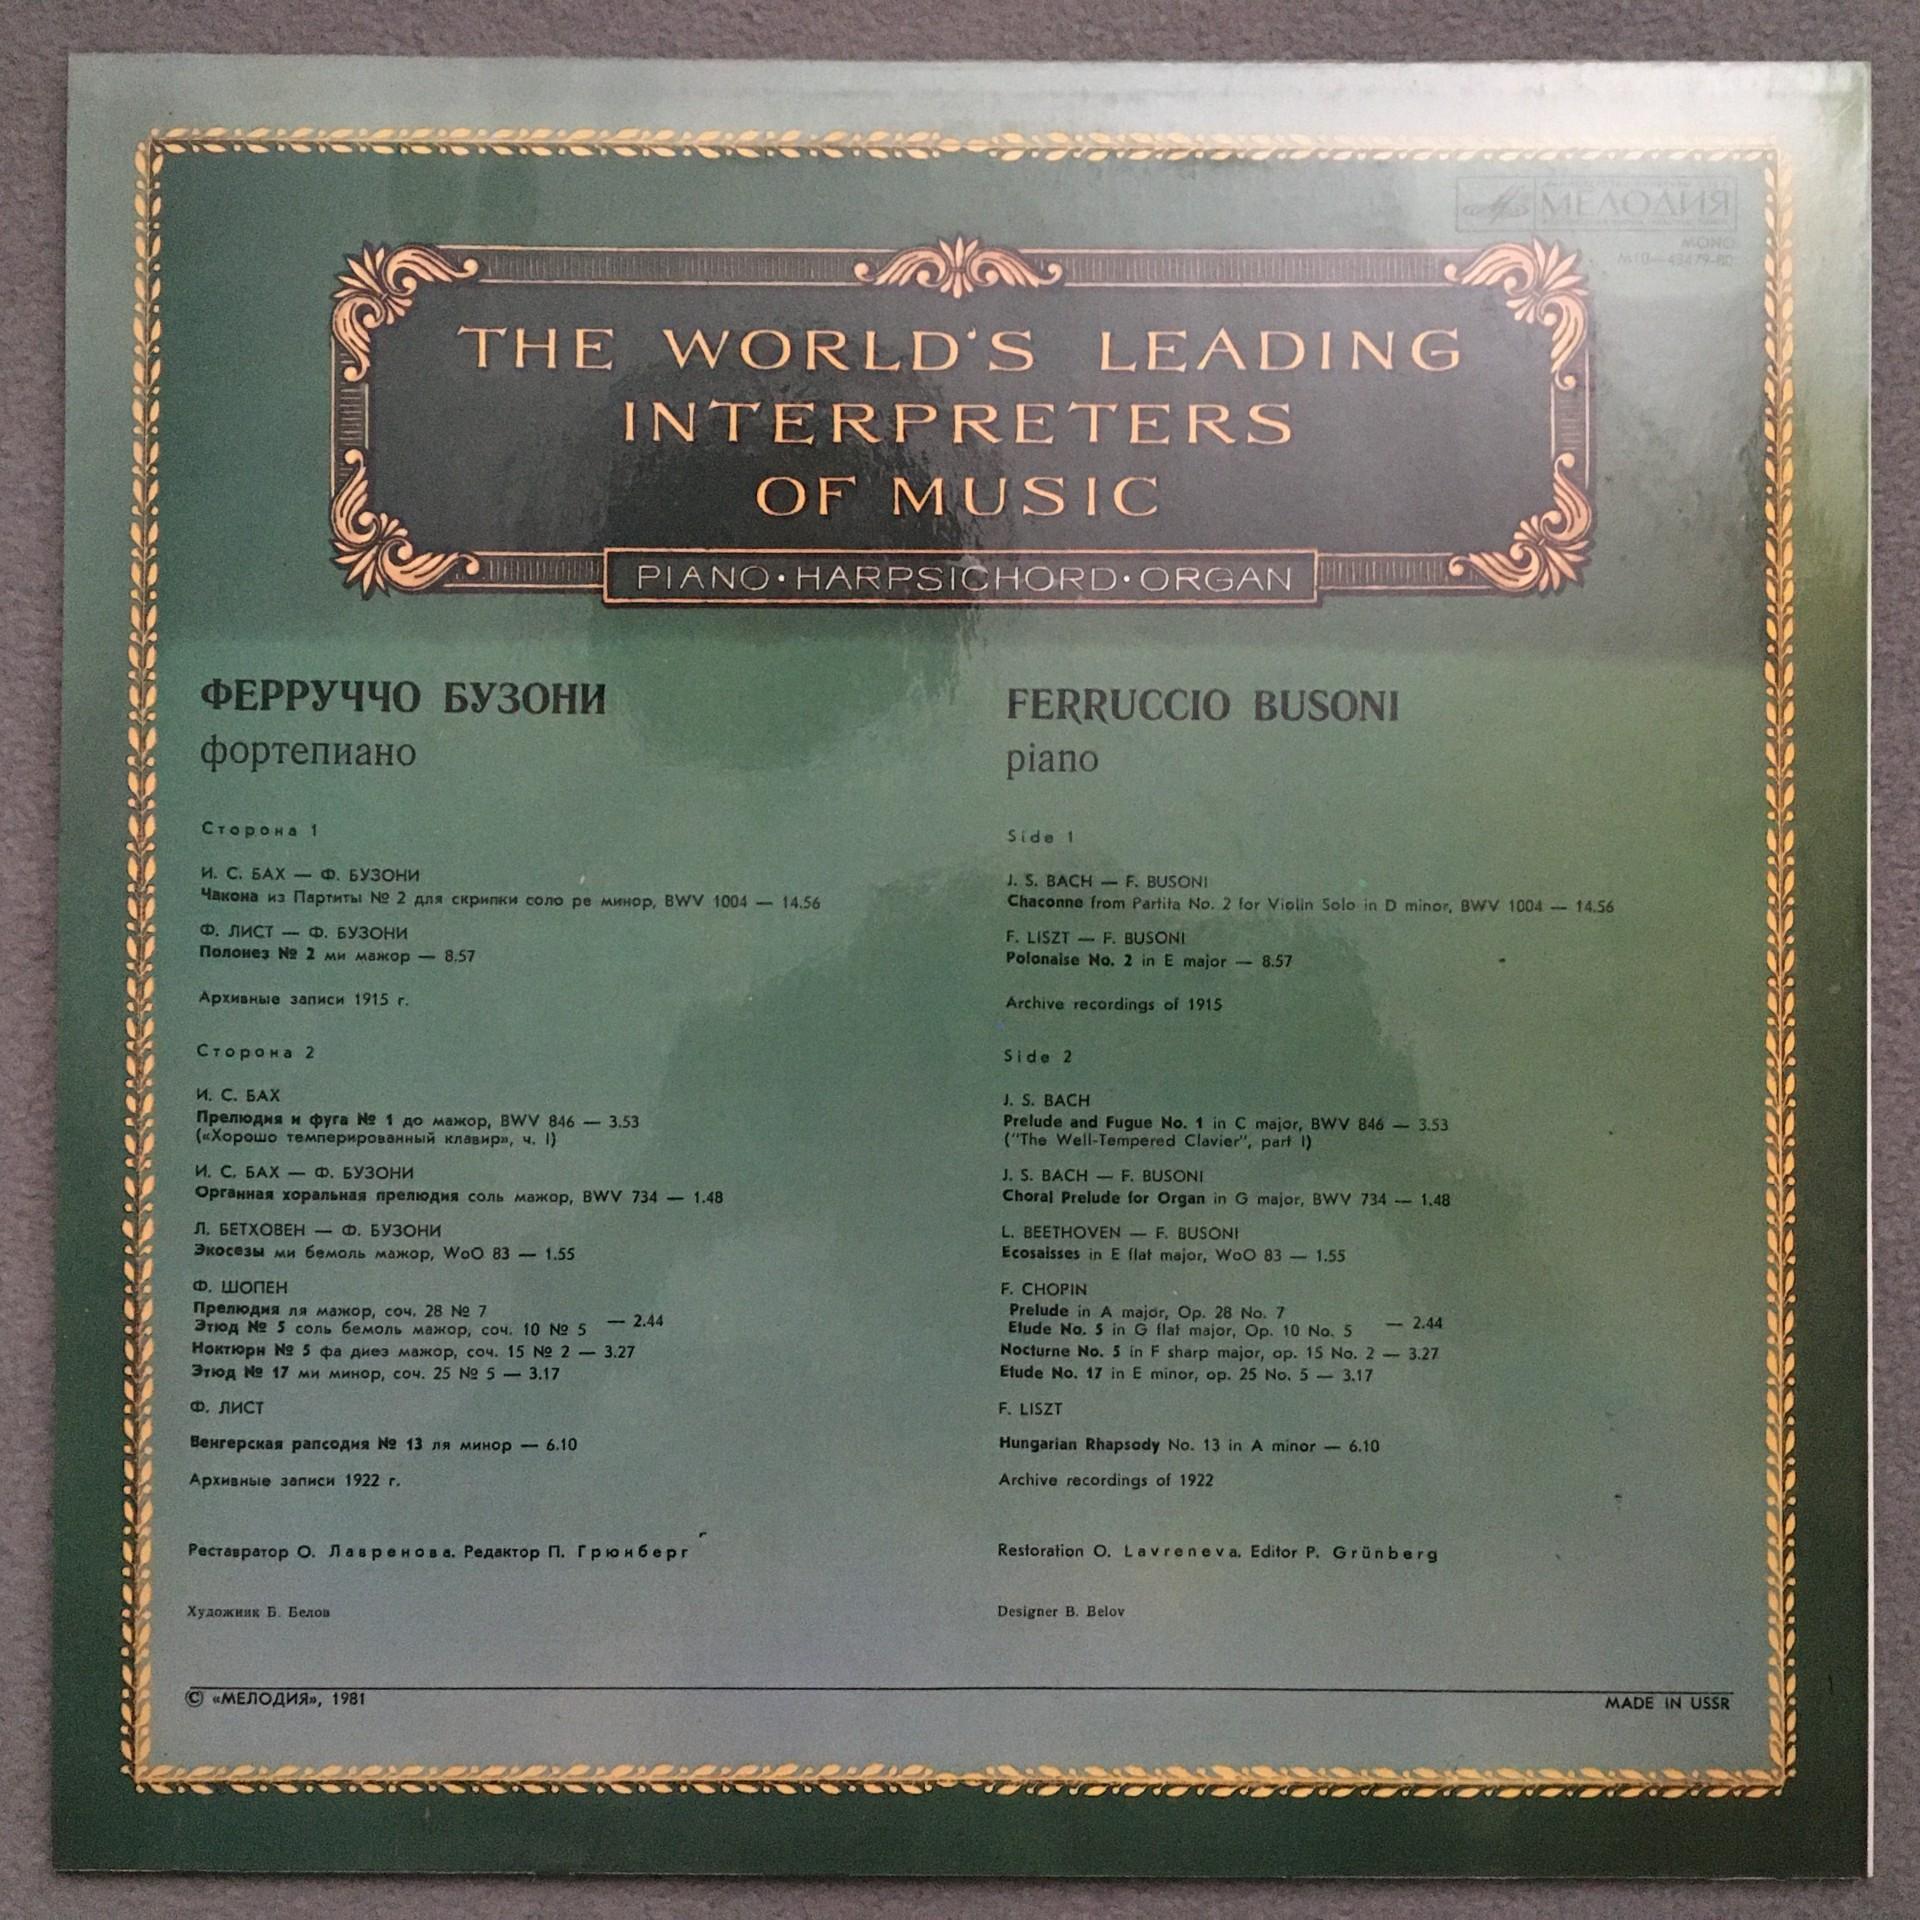 МЕЛОДИЯ
MONO
М10—43479-80
THE WORLD'S LEADING
INTERPRETERS
OF MUSIC
PIANO•HARPSICHORD•ORGAN
ФЕРРУЧЧО БУЗОНИ
фортепиано
Сторона 1
И. С. БАХ — Ф. БУЗОНИ
Чакона из Партиты № 2 для скрипки соло ре минор, BWV 1004 — 14.56
Ф. ЛИСТ — Ф. БУЗОНИ
Полонез № 2 ми мажор — 8.57
Архивные записи 1915 г.
Сторона 2
И. С. БАХ
Прелюдия и фуга № 1 до мажор, BWV 846 — 3.53
(«Хорошо темперированный клавир», ч. I)
И. С. БАХ — Ф. БУЗОНИ
Органная хоральная прелюдия соль мажор, BWV 734 — 1.48
Л. БЕТХОВЕН — Ф. БУЗОНИ
Экосезы ми бемоль мажор, WoO 83 — 1.55
Ф. ШОПЕН
Прелюдия ля мажор, соч. 28 № 7
Этюд № 5 соль бемоль мажор, соч. 10 № 5 — 2.44
Ноктюрн № 5 фа диез мажор, соч. 15 № 2 — 3.27
Этюд № 17 ми минор, соч. 25 № 5 — 3.17
Ф. ЛИСТ
Венгерская рапсодия № 13 ля минор — 6.10
Архивные записи 1922 г.
Реставратор О. Лавренова. Редактор П. Грюнберг
Художник Б. Белов
FERRUCCIO BUSONI
piano
Side 1
J. S. BACH — F. BUSONI
Chaconne from Partita No. 2 for Violin Solo in D minor, BWV 1004 — 14.56
F. LISZT — F. BUSONI
Polonaise No. 2 in E major — 8.57
Archive recordings of 1915
Side 2
J. S. BACH
Prelude and Fugue No. 1 in C major, BWV 846 — 3.53
("The Well-Tempered Clavier", part I)
J. S. BACH — F. BUSONI
Choral Prelude for Organ in G major, BWV 734 — 1.48
L. BEETHOVEN — F. BUSONI
Ecosaisses in E flat major, WoO 83 — 1.55
F. CHOPIN
Prelude in A major, Op. 28 No. 7
Etude No. 5 in G flat major, Op. 10 No. 5 — 2.44
Nocturne No. 5 in F sharp major, op. 15 No. 2 — 3.27
Etude No. 17 in E minor, op. 25 No. 5 — 3.17
F. LISZT
Hungarian Rhapsody No. 13 in A minor — 6.10
Archive recordings of 1922
Restoration O. Lavreneva. Editor P. Grünberg
Designer B. Belov
© «МЕЛОДИЯ», 1981
MADE IN USSR